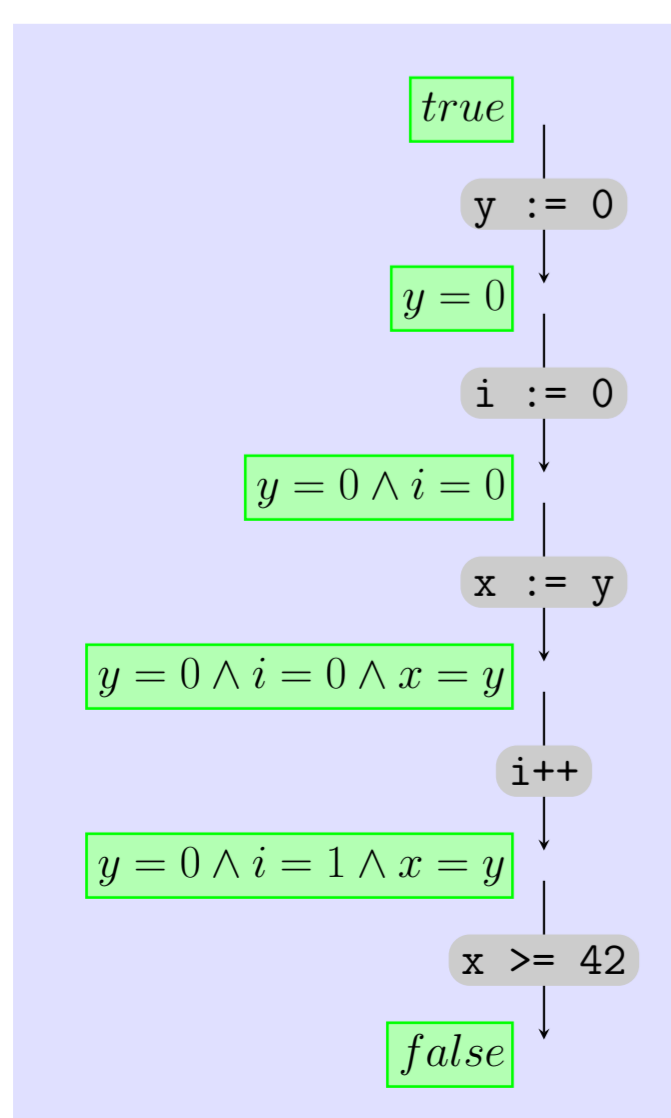 true
y := 0
y = 0
i := 0
y = 0 ∧ i = 0
x := y
y = 0 ∧ i = 0 ∧ x = y
i++
y = 0 ∧ i = 1 ∧ x = y
x >= 42
false